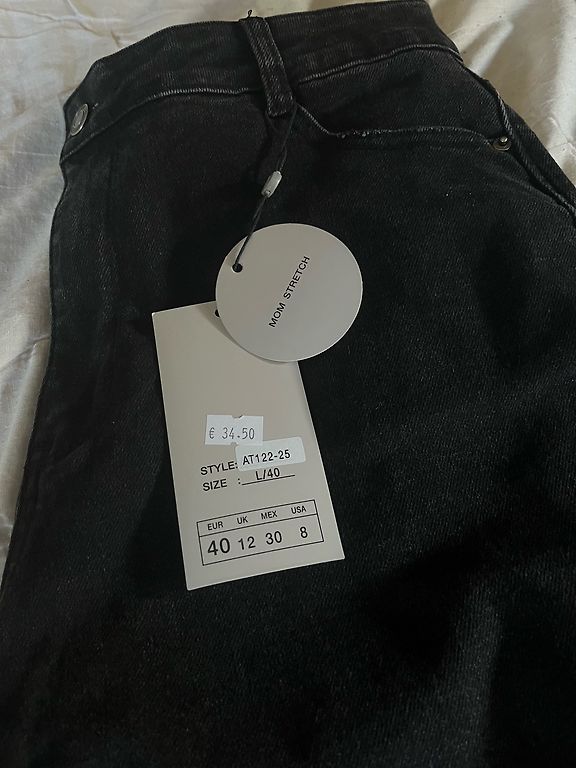 MOM STRETCH
€ 34.50
STYLE: AT122-25
SIZE : L/40
EUR UK MEX USA
40 12 30 8